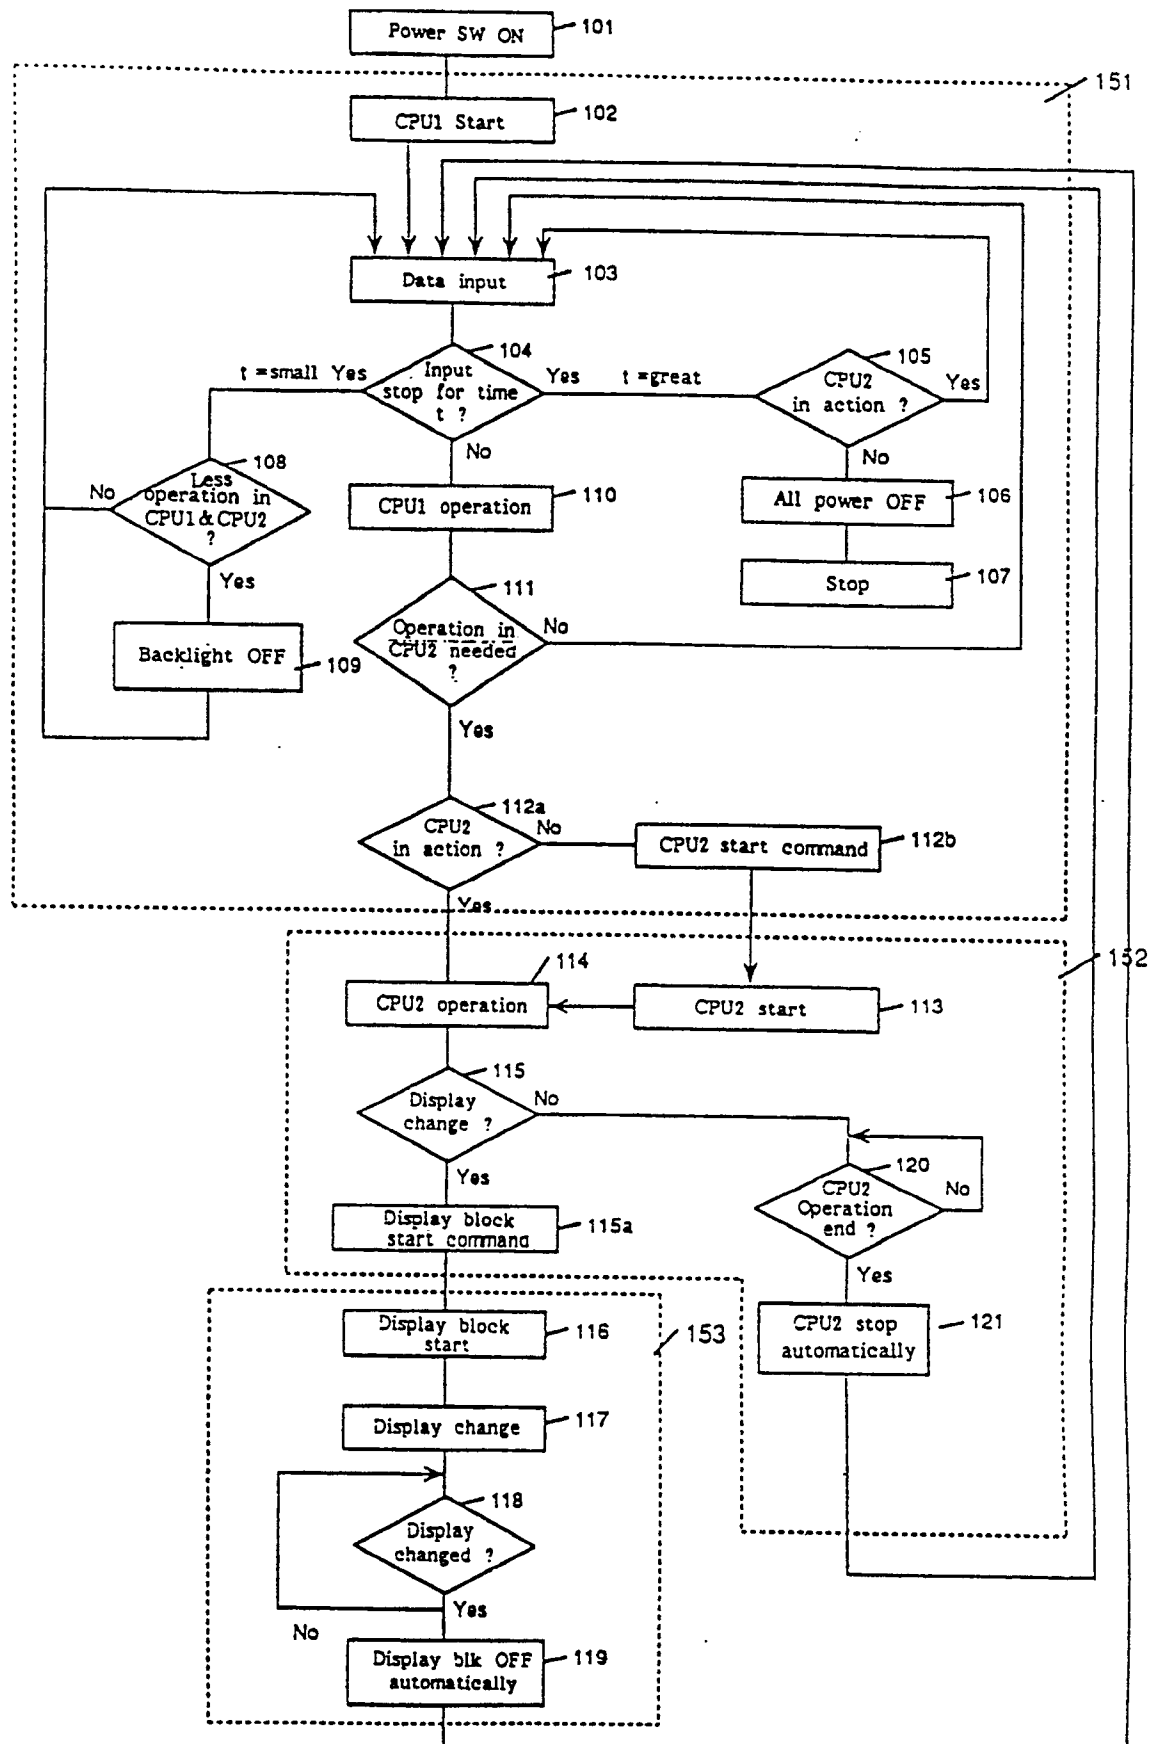 Power SW ON
101
151
CPU1 Start
102
Data input
103
104
Input
stop for time
t ?
t =small Yes
Yes t =great
No
105
CPU2
in action ?
Yes
No
108
Less
operation in
CPU1 & CPU2
?
No
Yes
CPU1 operation
110
All power OFF
106
Stop
107
111
Operation in
CPU2 needed
?
No
Yes
Backlight OFF
109
112a
CPU2
in action ?
No
Yes
CPU2 start command
112b
152
114
CPU2 operation
CPU2 start
113
115
Display
change ?
No
Yes
120
CPU2
Operation
end ?
No
Yes
Display block
start command
115a
CPU2 stop
automatically
121
153
Display block
start
116
Display change
117
118
Display
changed ?
Yes
No
Display blk OFF
automatically
119